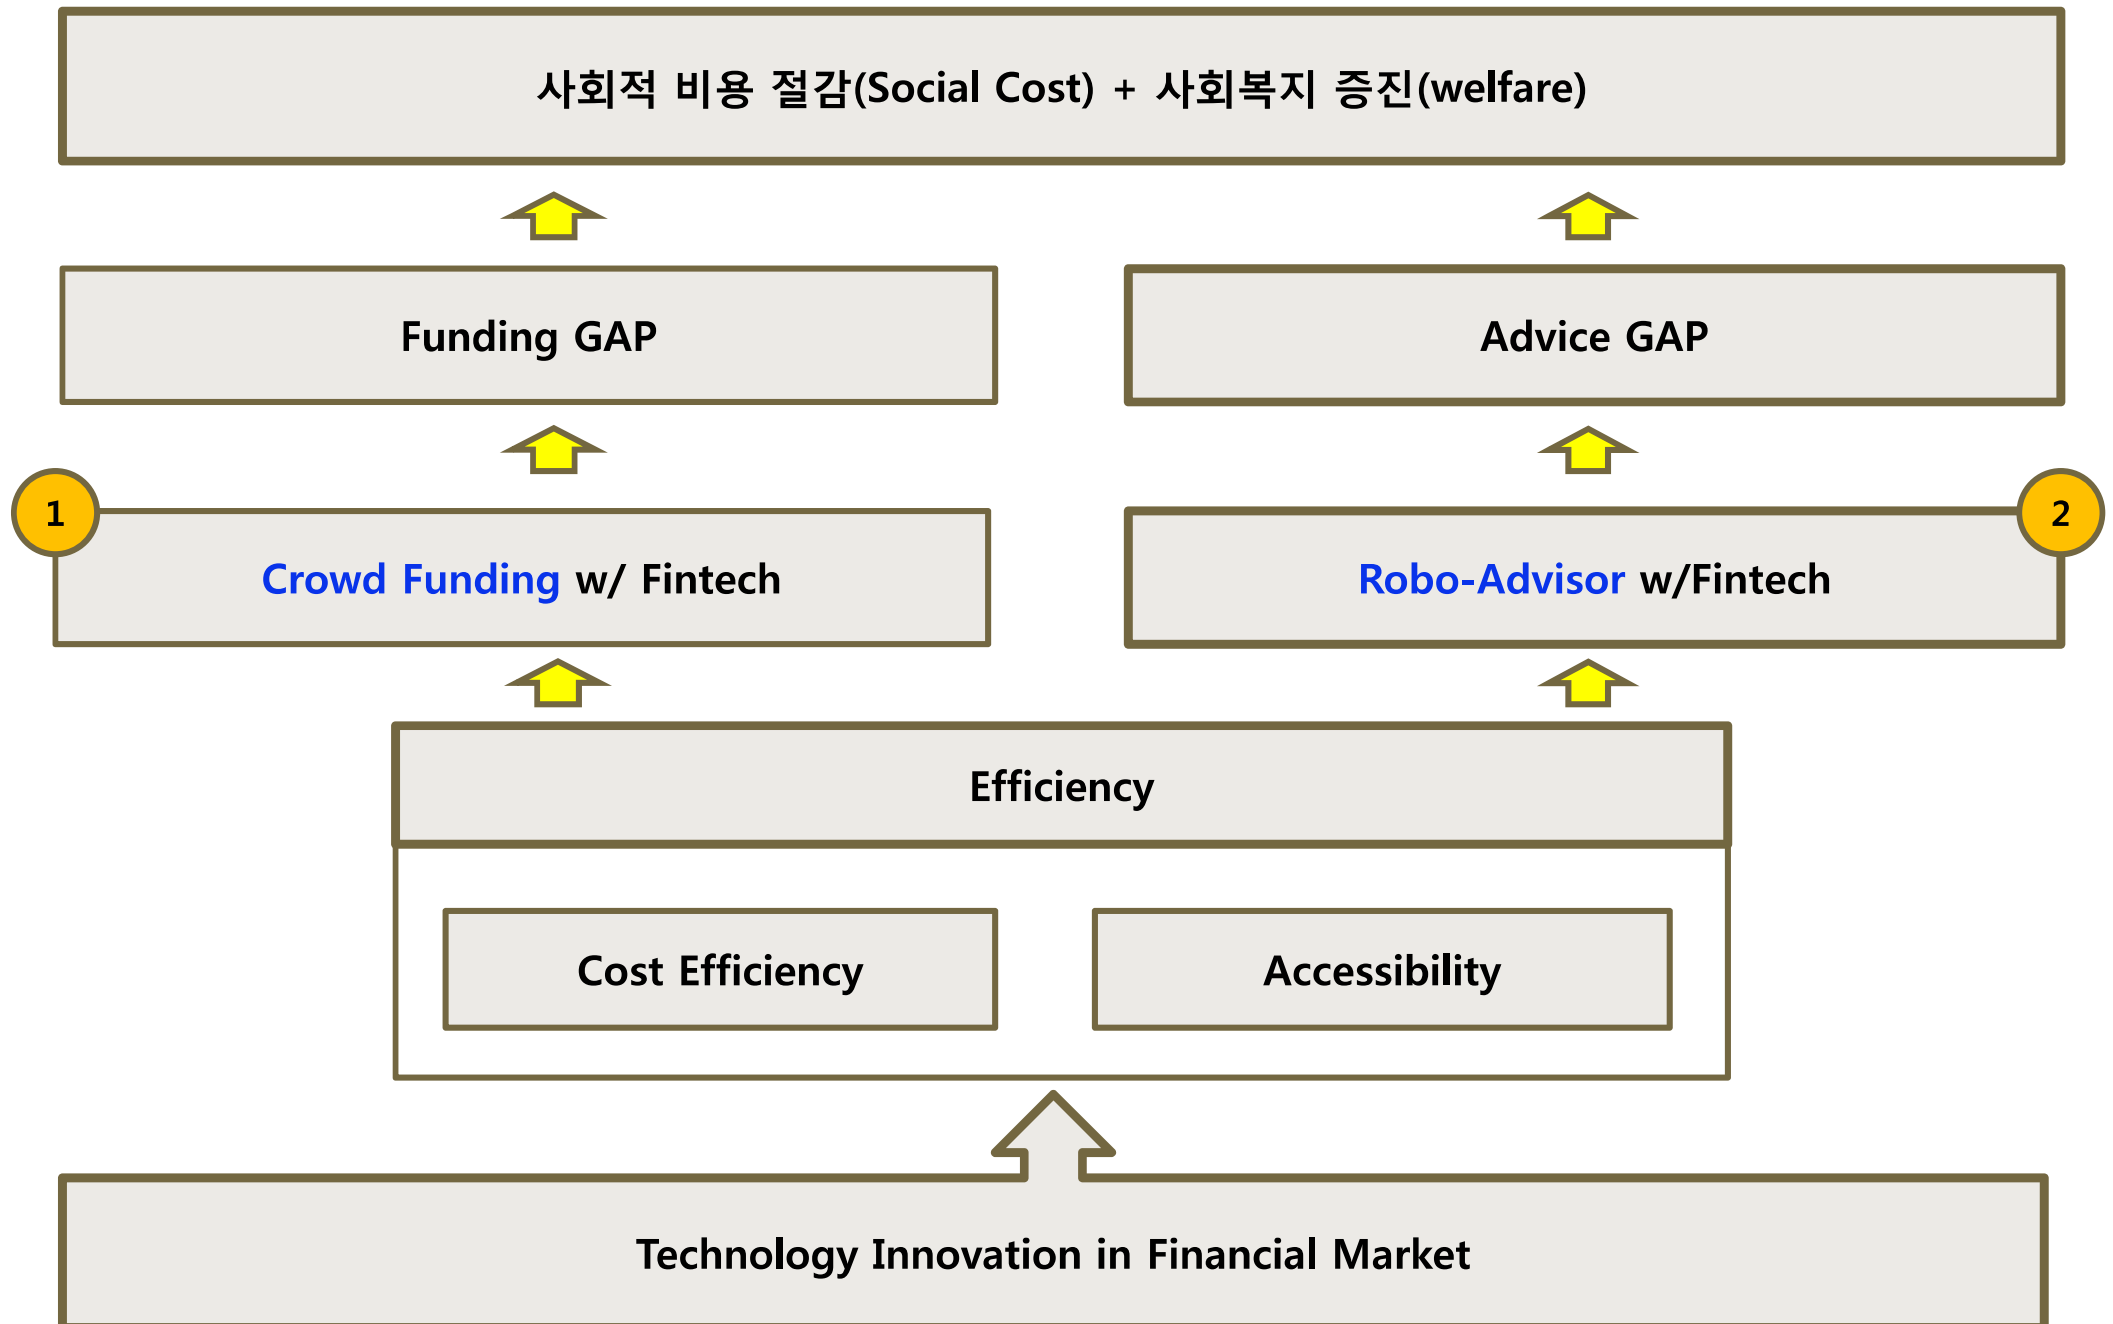 사회적 비용 절감(Social Cost) + 사회복지 증진(welfare)
Funding GAP
Advice GAP
1
Crowd Funding w/ Fintech
2
Robo-Advisor w/Fintech
Efficiency
Cost Efficiency
Accessibility
Technology Innovation in Financial Market